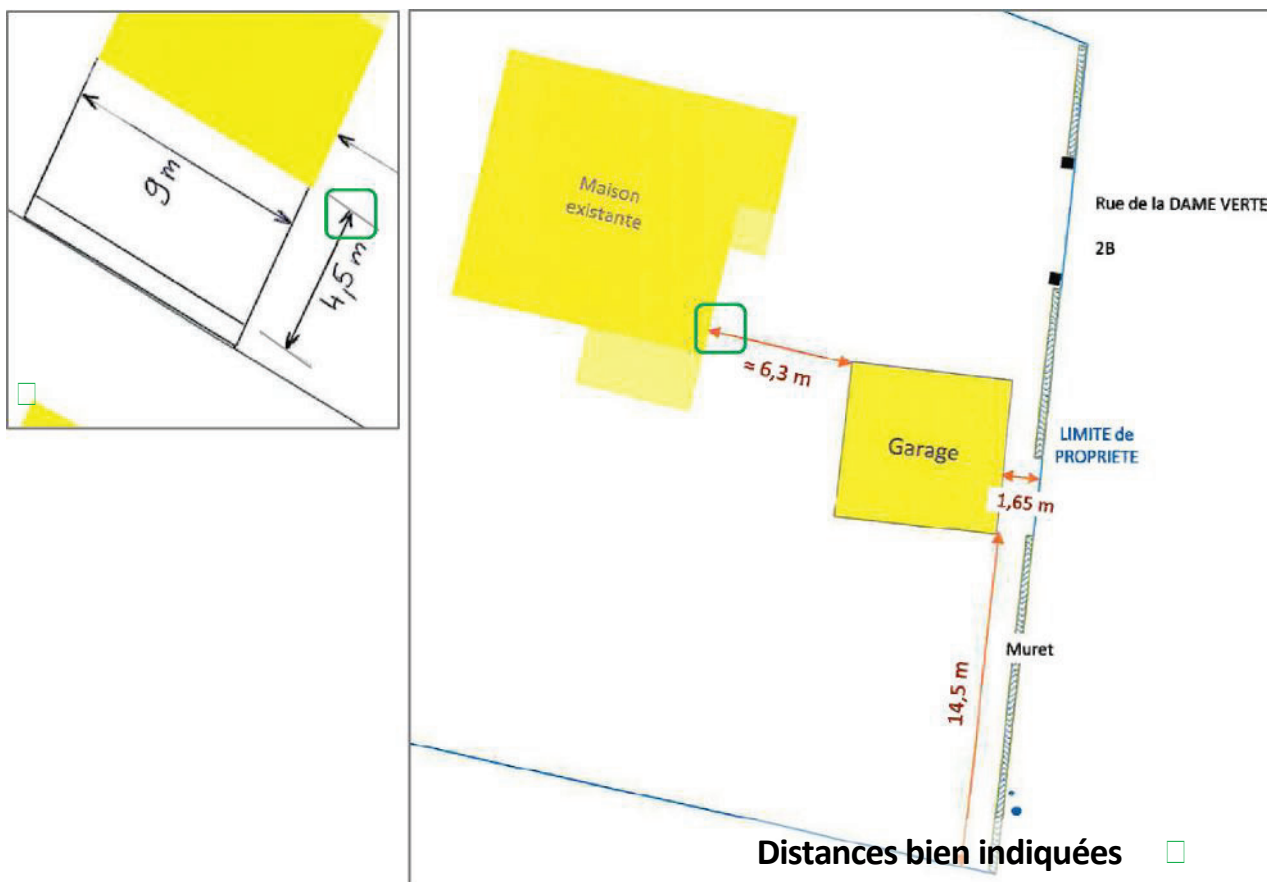 9 m
4,5 m
Maison
existante
Rue de la DAME VERTE
2B
≈ 6,3 m
Garage
LIMITE de
PROPRIETE
1,65 m
Muret
14,5 m
Distances bien indiquées